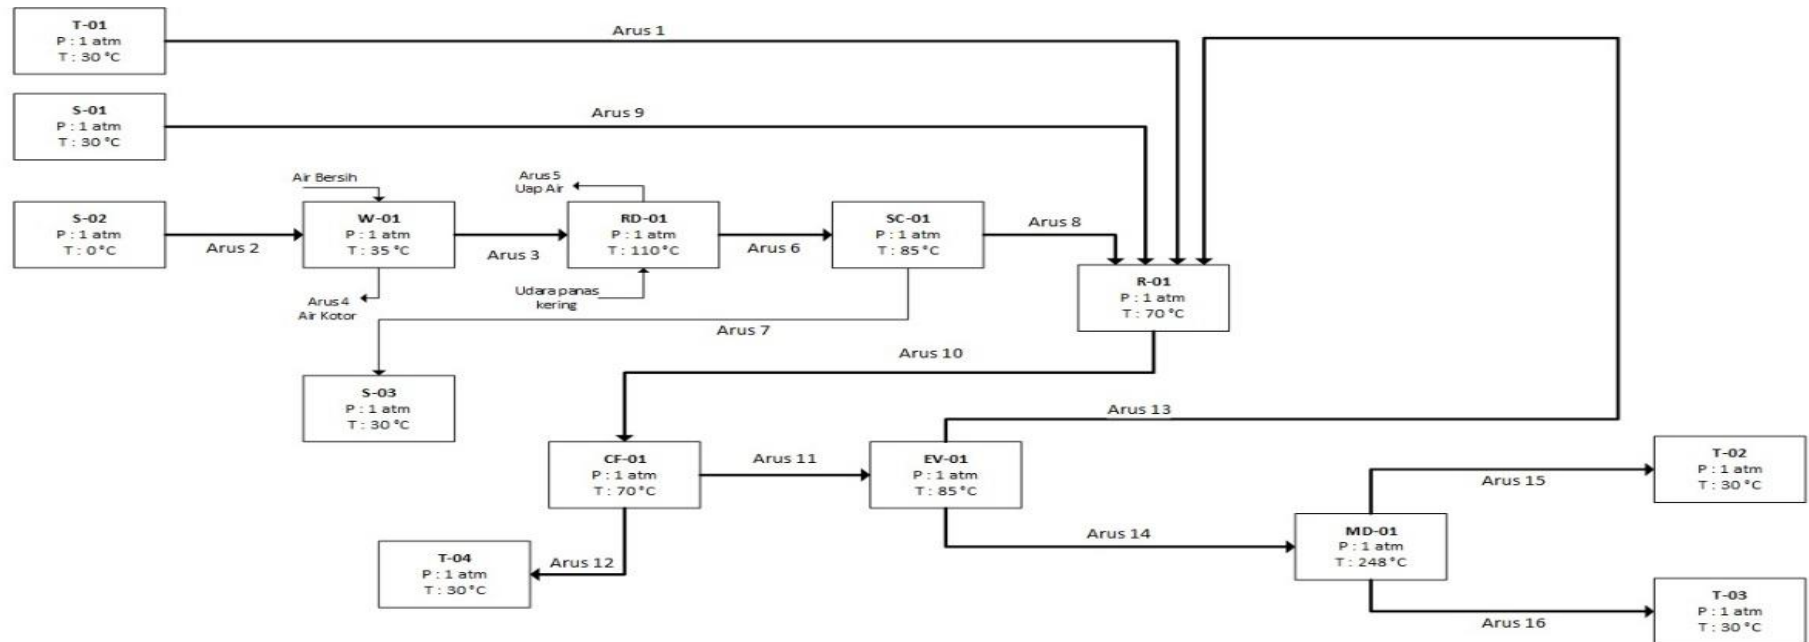 T-01
P : 1 atm
T : 30 °C
Arus 1
S-01
P : 1 atm
T : 30 °C
Arus 9
Air Bersih
Arus 5
Uap Air
S-02
P : 1 atm
T : 0 °C
Arus 2
W-01
P : 1 atm
T : 35 °C
Arus 3
RD-01
P : 1 atm
T : 110 °C
Arus 6
SC-01
P : 1 atm
T : 85 °C
Arus 8
Arus 4
Air Kotor
Udara panas
kering
R-01
P : 1 atm
T : 70 °C
Arus 7
Arus 10
S-03
P : 1 atm
T : 30 °C
Arus 13
CF-01
P : 1 atm
T : 70 °C
Arus 11
EV-01
P : 1 atm
T : 85 °C
T-02
P : 1 atm
T : 30 °C
Arus 15
Arus 14
MD-01
P : 1 atm
T : 248 °C
T-04
P : 1 atm
T : 30 °C
Arus 12
T-03
P : 1 atm
T : 30 °C
Arus 16